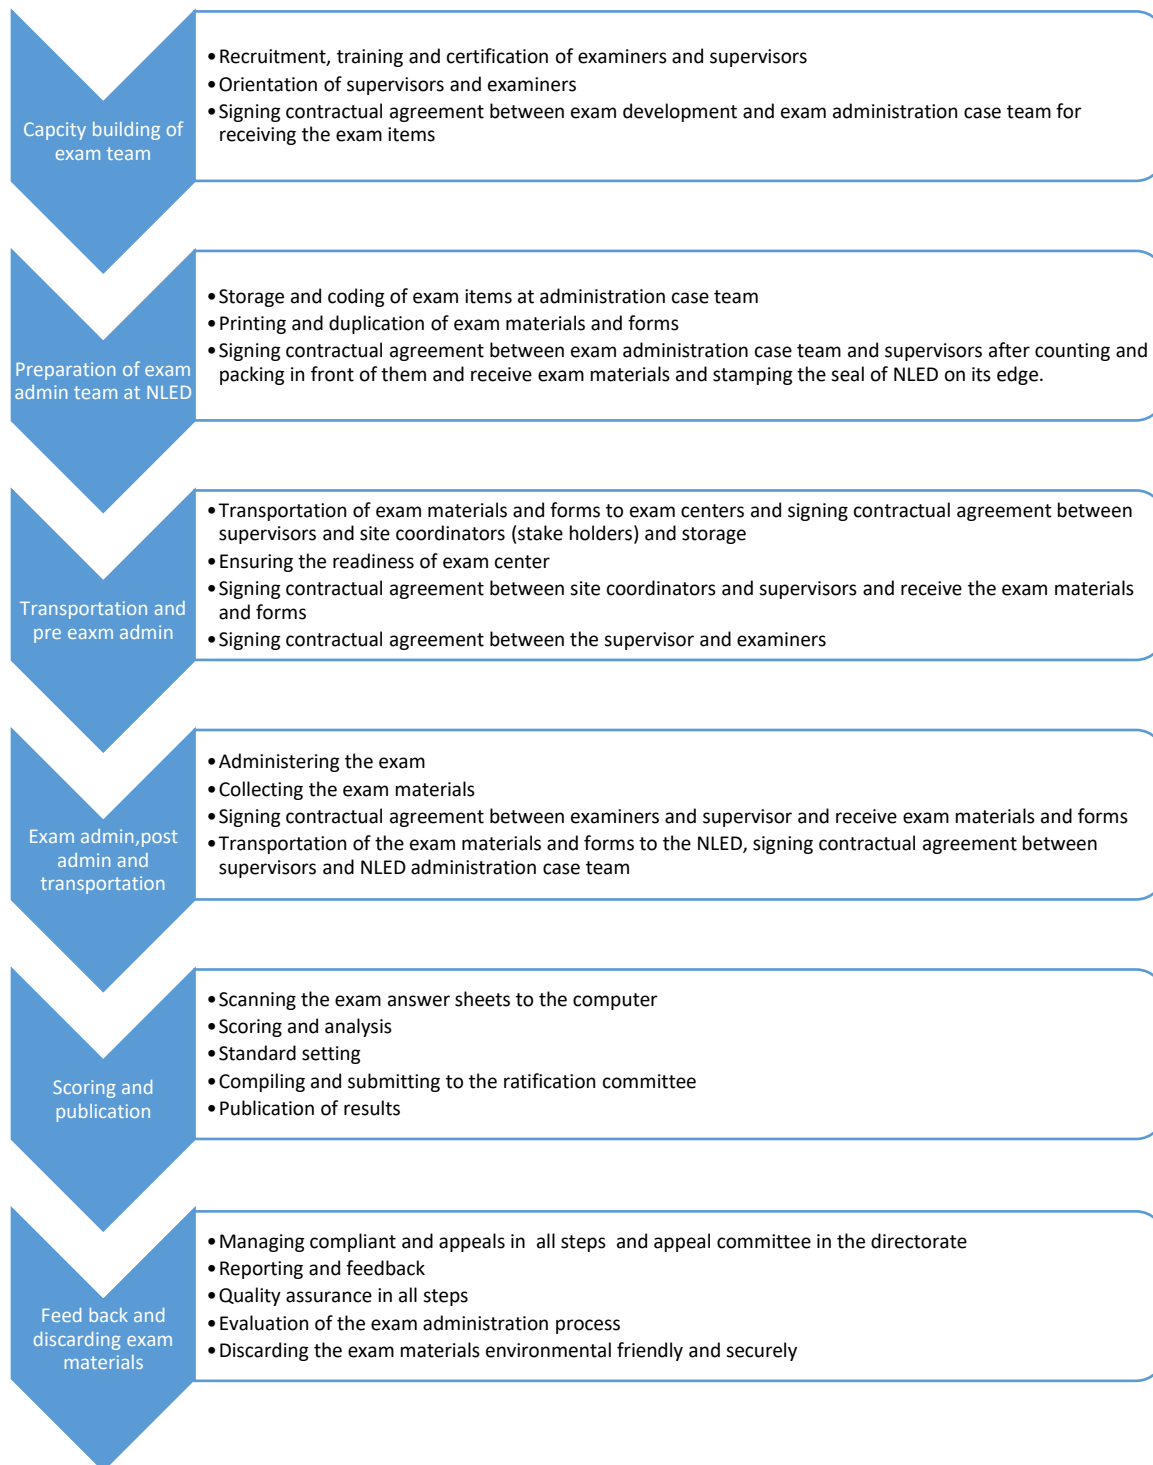 Capcity building of
exam team
•Recruitment, training and certification of examiners and supervisors
•Orientation of supervisors and examiners
•Signing contractual agreement between exam development and exam administration case team for
receiving the exam items
Preparation of exam
admin team at NLED
•Storage and coding of exam items at administration case team
•Printing and duplication of exam materials and forms
•Signing contractual agreement between exam administration case team and supervisors after counting and
packing in front of them and receive exam materials and stamping the seal of NLED on its edge.
Transportation and
pre eaxm admin
•Transportation of exam materials and forms to exam centers and signing contractual agreement between
supervisors and site coordinators (stake holders) and storage
•Ensuring the readiness of exam center
•Signing contractual agreement between site coordinators and supervisors and receive the exam materials
and forms
•Signing contractual agreement between the supervisor and examiners
Exam admin,post
admin and
transportation
•Administering the exam
•Collecting the exam materials
•Signing contractual agreement between examiners and supervisor and receive exam materials and forms
•Transportation of the exam materials and forms to the NLED, signing contractual agreement between
supervisors and NLED administration case team
Scoring and
publication
•Scanning the exam answer sheets to the computer
•Scoring and analysis
•Standard setting
•Compiling and submitting to the ratification committee
•Publication of results
Feed back and
discarding exam
materials
•Managing compliant and appeals in  all steps  and appeal committee in the directorate
•Reporting and feedback
•Quality assurance in all steps
•Evaluation of the exam administration process
•Discarding the exam materials environmental friendly and securely